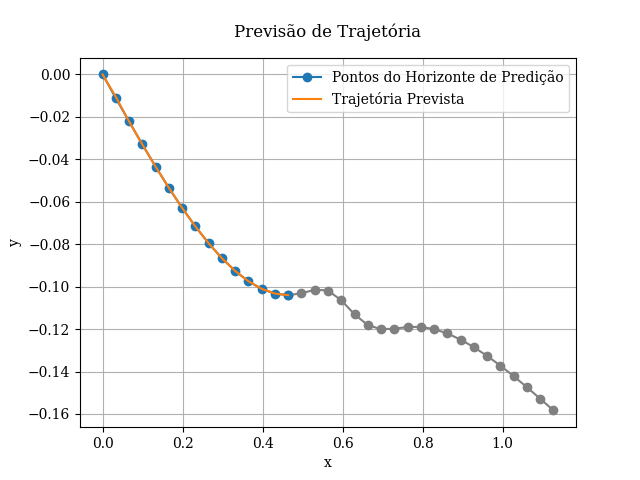 Previsão de Trajetória
Pontos do Horizonte de Predição
Trajetória Prevista
0.00
−0.02
−0.04
−0.06
−0.08
−0.10
−0.12
−0.14
−0.16
y
0.0 0.2 0.4 0.6 0.8 1.0
x